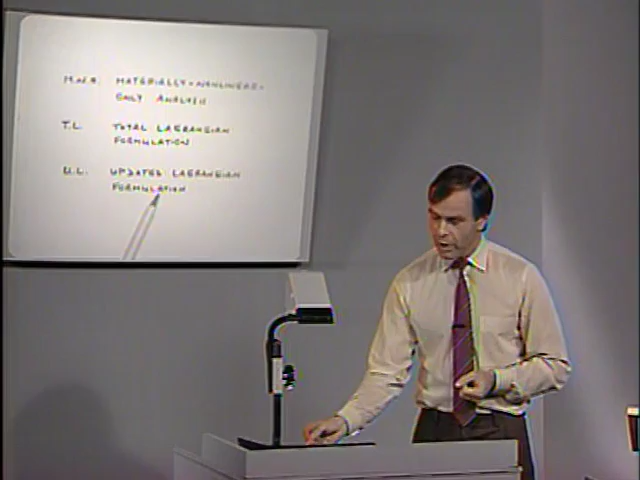 M.N.O. MATERIALLY-NONLINEAR-
ONLY ANALYSIS
T.L. TOTAL LAGRANGIAN
FORMULATION
U.L. UPDATED LAGRANGIAN
FORMULATION